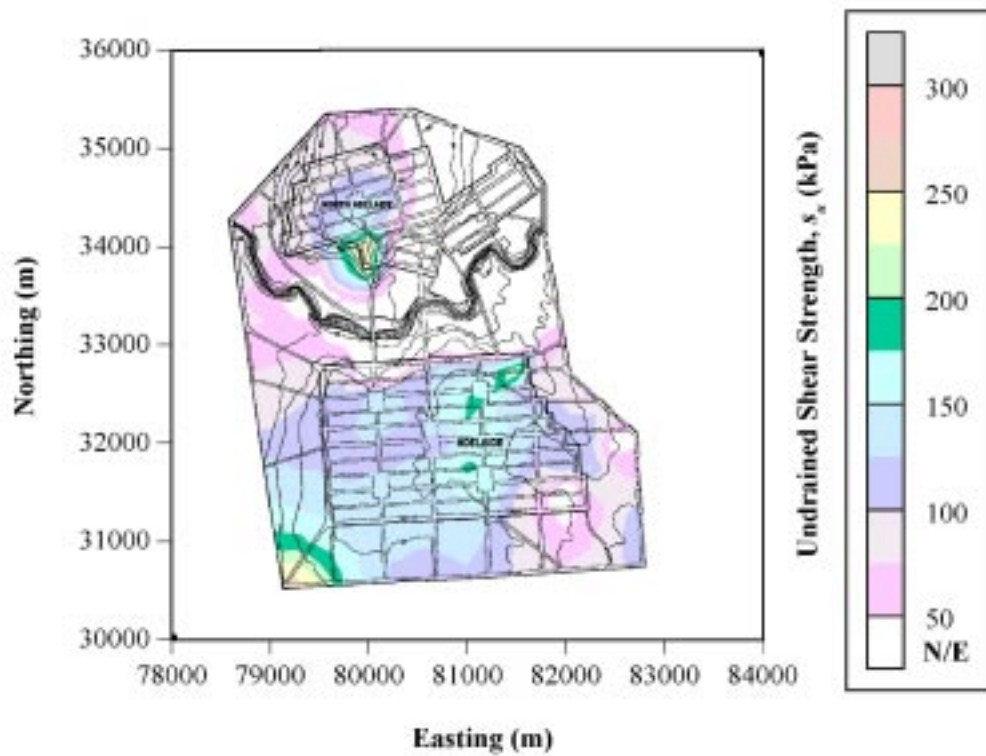 36000
35000
34000
33000
32000
31000
30000
Northing (m)
NORTH ADELAIDE
ADELAIDE
78000 79000 80000 81000 82000 83000 84000
Easting (m)
Undrained Shear Strength, su (kPa)
300
250
200
150
100
50
N/E